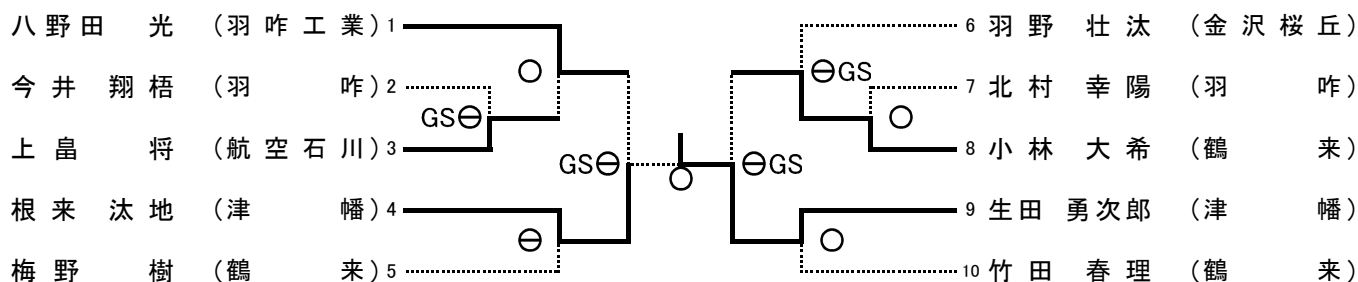 八野田 光 (羽咋工業) 1
今井 翔梧 (羽 咋) 2
上畠 将 (航空石川) 3
根来 汰地 (津 幡) 4
梅野 樹 (鶴 来) 5
GS
GS
6 羽野 壮汰 (金沢桜丘)
7 北村 幸陽 (羽 咋)
8 小林 大希 (鶴 来)
9 生田 勇次郎 (津 幡)
10 竹田 春理 (鶴 来)
GS
GS